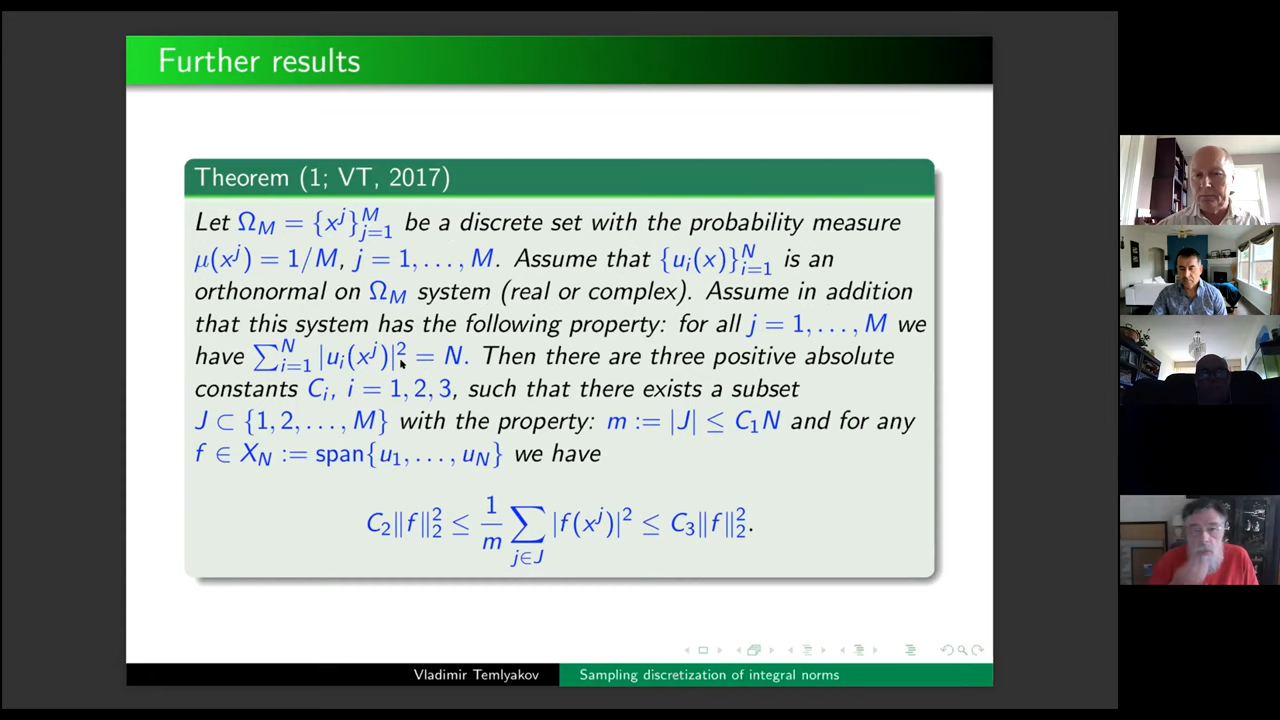 Further results
Theorem (1; VT, 2017)
Let Ω_M = {x^j}_{j=1}^M be a discrete set with the probability measure
μ(x^j) = 1/M, j = 1, . . . , M. Assume that {u_i(x)}_{i=1}^N is an
orthonormal on Ω_M system (real or complex). Assume in addition
that this system has the following property: for all j = 1, . . . , M we
have ∑_{i=1}^N |u_i(x^j)|^2 = N. Then there are three positive absolute
constants C_i, i = 1, 2, 3, such that there exists a subset
J ⊂ {1, 2, . . . , M} with the property: m := |J| ≤ C_1N and for any
f ∈ X_N := span{u_1, . . . , u_N} we have
C_2‖f‖_2^2 ≤ \frac{1}{m} ∑_{j∈J} |f(x^j)|^2 ≤ C_3‖f‖_2^2.
Vladimir Temlyakov
Sampling discretization of integral norms